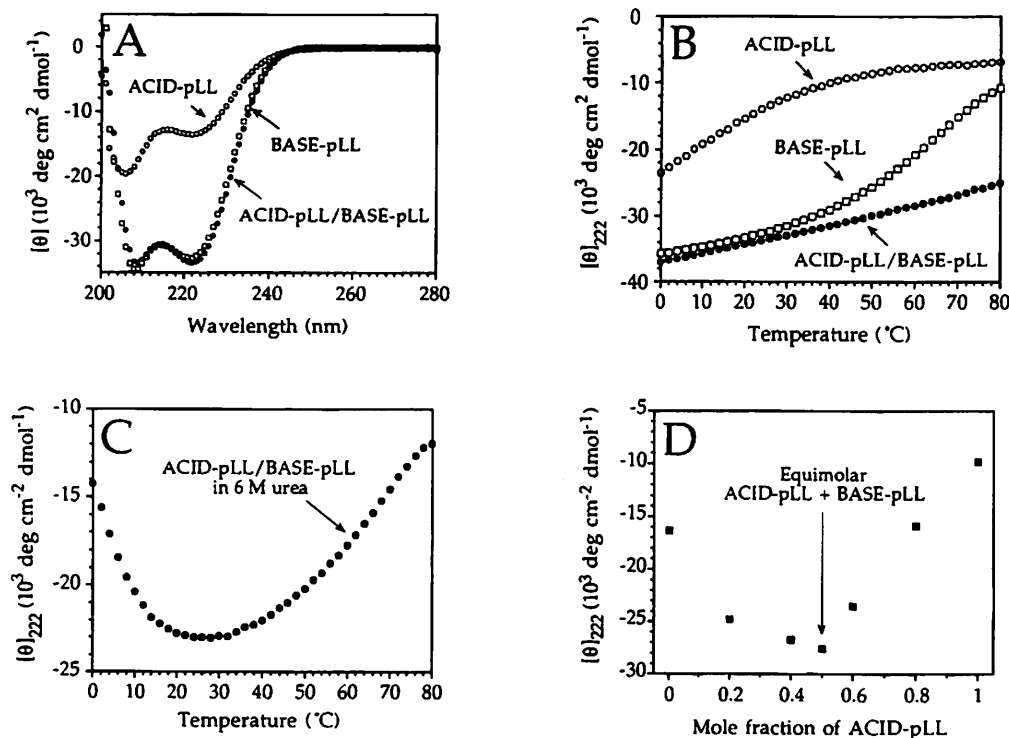 A
0
-10
-20
-30
[θ] (10³ deg cm² dmol⁻¹)
ACID-pLL
BASE-pLL
ACID-pLL/BASE-pLL
200 220 240 260 280
Wavelength (nm)
B
0
-10
-20
-30
-40
[θ]₂₂₂ (10³ deg cm² dmol⁻¹)
ACID-pLL
BASE-pLL
ACID-pLL/BASE-pLL
0 10 20 30 40 50 60 70 80
Temperature (˚C)
C
-10
-15
-20
-25
[θ]₂₂₂ (10³ deg cm⁻² dmol⁻¹)
ACID-pLL/BASE-pLL
in 6 M urea
0 10 20 30 40 50 60 70 80
Temperature (˚C)
D
-5
-10
-15
-20
-25
-30
[θ]₂₂₂ (10³ deg cm⁻² dmol⁻¹)
Equimolar
ACID-pLL + BASE-pLL
0 0.2 0.4 0.6 0.8 1
Mole fraction of ACID-pLL